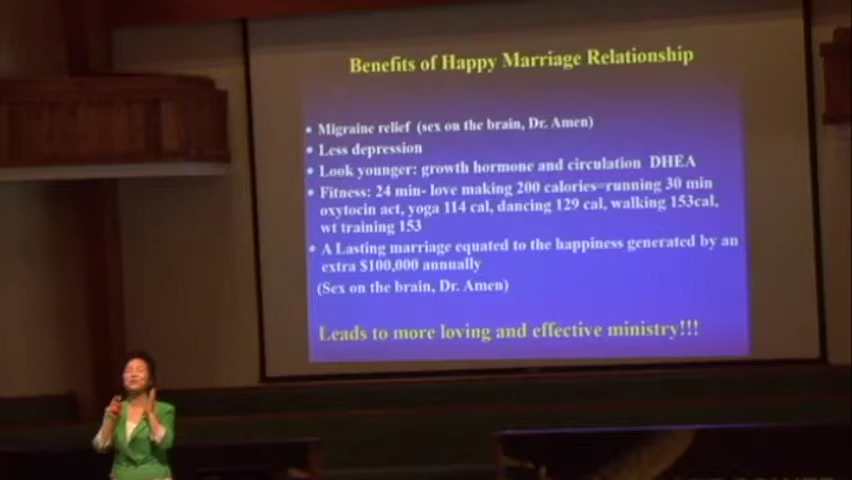 Benefits of Happy Marriage Relationship
• Migraine relief (sex on the brain, Dr. Amen)
• Less depression
• Look younger: growth hormone and circulation DHEA
• Fitness: 24 min- love making 200 calories=running 30 min
oxytocin act, yoga 114 cal, dancing 129 cal, walking 153cal,
wt training 153
• A Lasting marriage equated to the happiness generated by an
extra $100,000 annually
(Sex on the brain, Dr. Amen)
Leads to more loving and effective ministry!!!